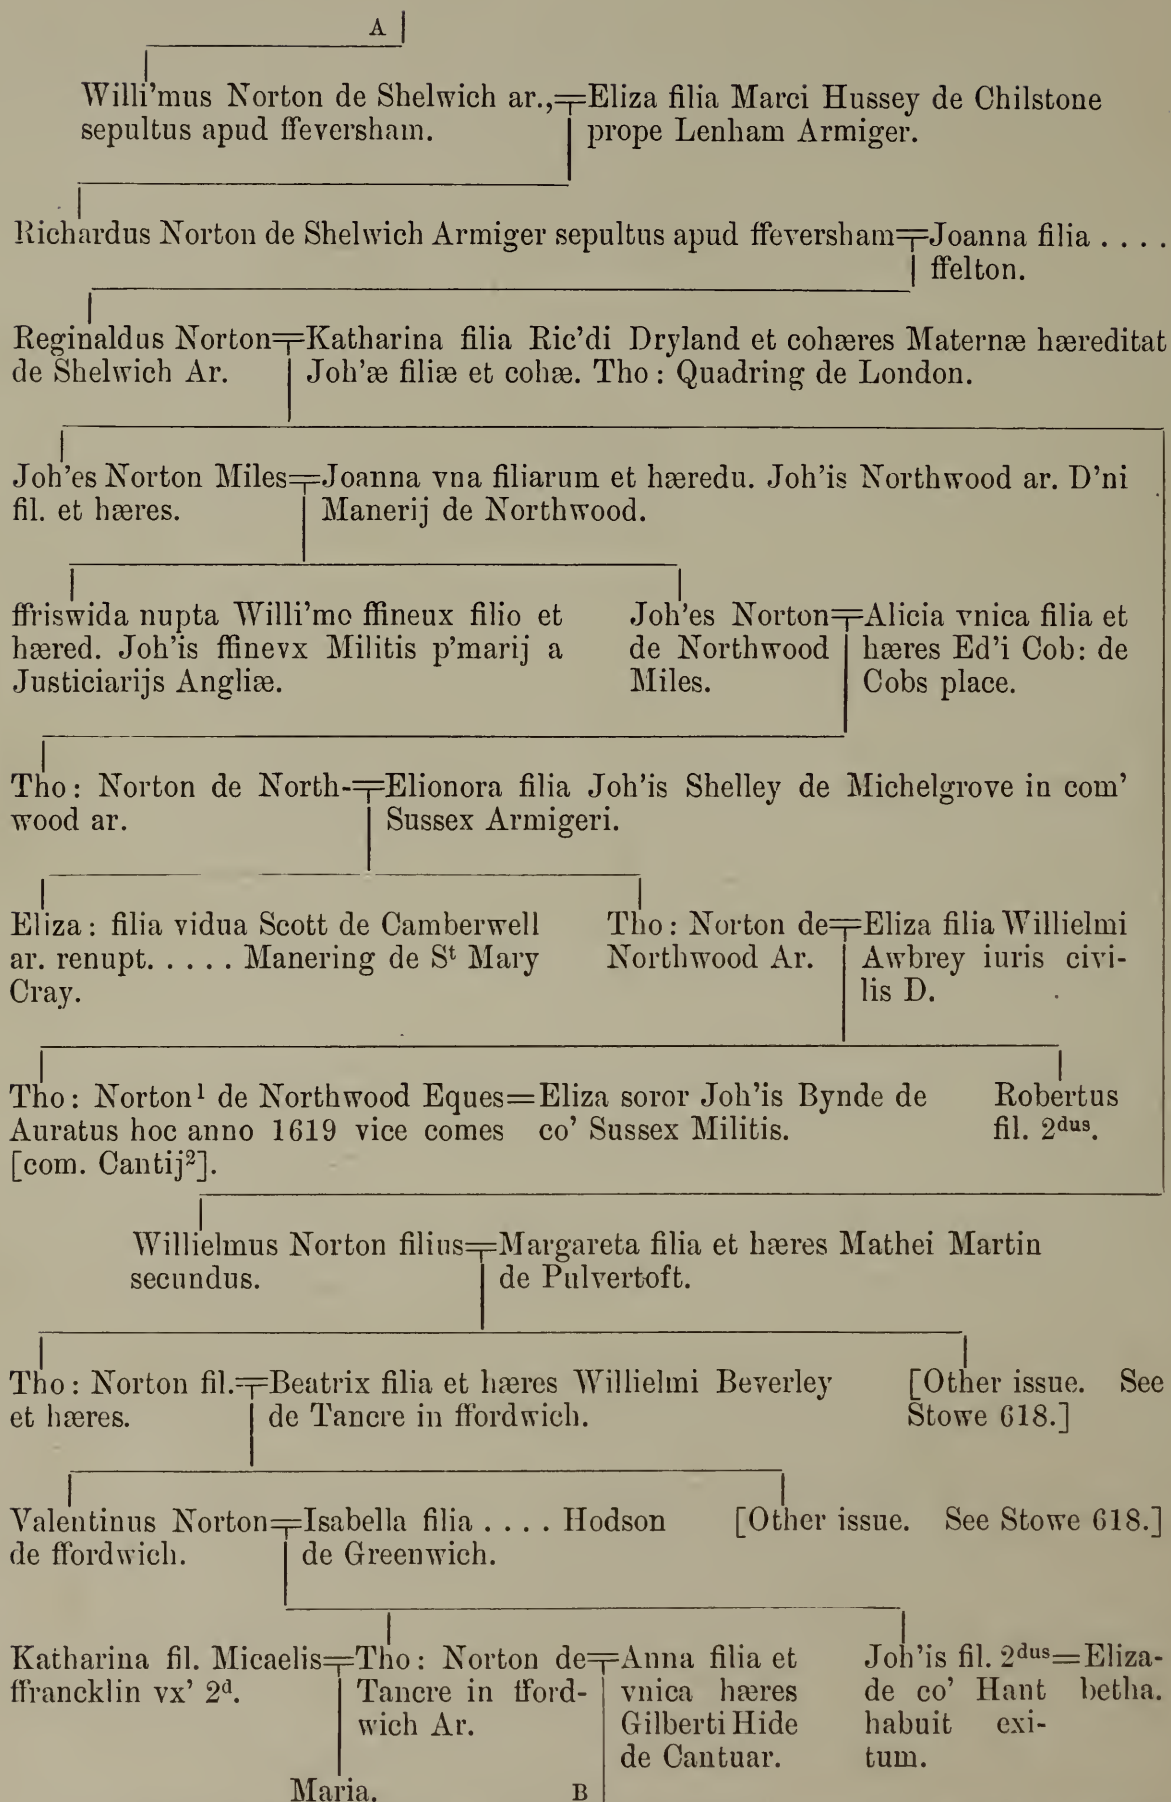 A
Willi'mus Norton de Shelwich ar.,=Eliza filia Marci Hussey de Chilstone
sepultus apud ffeversham. prope Lenham Armiger.
Richardus Norton de Shelwich Armiger sepultus apud ffeversham=Joanna filia . . . .
ffelton.
Reginaldus Norton=Katharina filia Ric'di Dryland et cohæres Maternæ hæreditat
de Shelwich Ar. Joh'æ filiæ et cohæ. Tho: Quadring de London.
Joh'es Norton Miles=Joanna vna filiarum et hæredu. Joh'is Northwood ar. D'ni
fil. et hæres. Manerij de Northwood.
ffriswida nupta Willi'mo ffineux filio et Joh'es Norton=Alicia vnica filia et
hæred. Joh'is ffinevx Militis p'marij a de Northwood hæres Ed'i Cob: de
Justiciarijs Angliæ. Miles. Cobs place.
Tho: Norton de North-=Elionora filia Joh'is Shelley de Michelgrove in com'
wood ar. Sussex Armigeri.
Eliza: filia vidua Scott de Camberwell Tho: Norton de=Eliza filia Willielmi
ar. renupt. . . . . Manering de St Mary Northwood Ar. Awbrey iuris civi-
Cray. lis D.
Tho: Norton¹ de Northwood Eques=Eliza soror Joh'is Bynde de Robertus
Auratus hoc anno 1619 vice comes co' Sussex Militis. fil. 2dus.
[com. Cantij²].
Willielmus Norton filius=Margareta filia et hæres Mathei Martin
secundus. de Pulvertoft.
Tho: Norton fil.=Beatrix filia et hæres Willielmi Beverley [Other issue. See
et hæres. de Tancre in ffordwich. Stowe 618.]
Valentinus Norton=Isabella filia . . . . Hodson [Other issue. See Stowe 618.]
de ffordwich. de Greenwich.
Katharina fil. Micaelis=Tho: Norton de=Anna filia et Joh'is fil. 2dus=Eliza-
ffrancklin vx' 2d. Tancre in fford- vnica hæres de co' Hant betha.
wich Ar. Gilberti Hide habuit exi-
de Cantuar. tum.
Maria. B